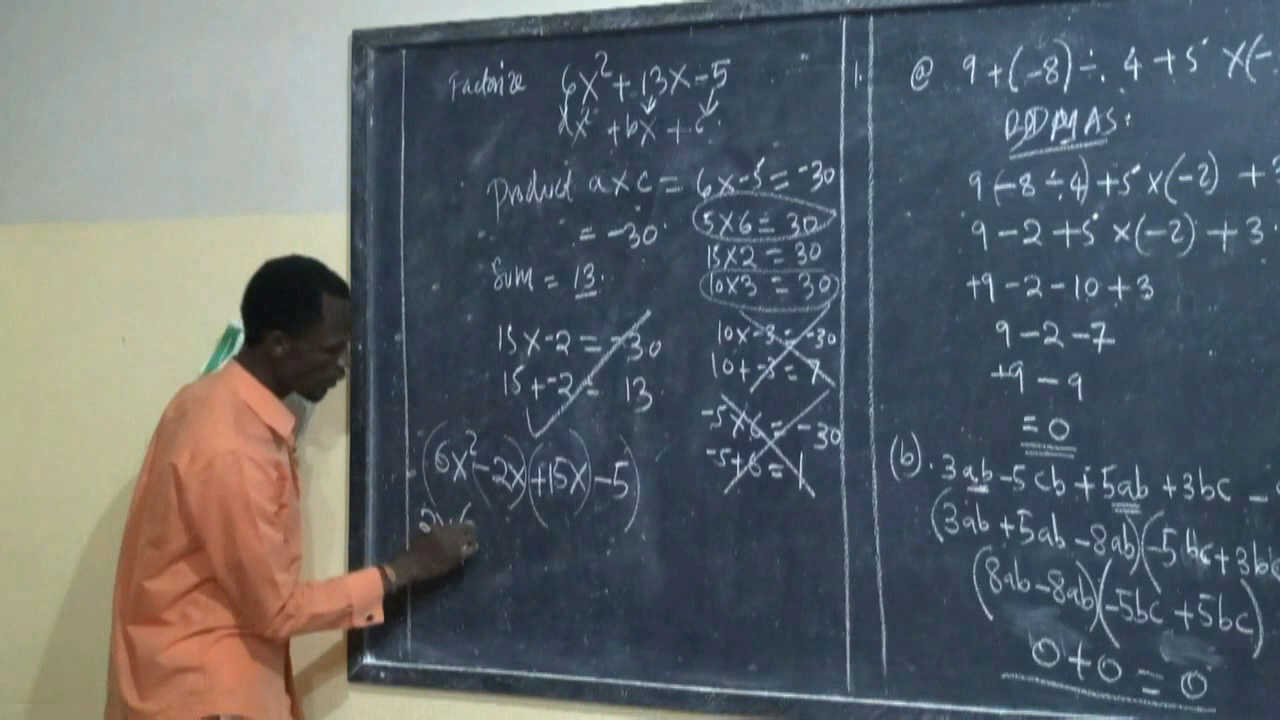 Factorize 6x² + 13x - 5
x² + bx + c
Product a x c = 6 x -5 = -30
= -30
5 x 6 = 30
15 x 2 = 30
10 x 3 = 30
Sum = 13.
15 x -2 = -30
15 + -2 = 13
10 x -3 = -30
10 + -3 = 7
-5 x 6 = -30
-5 + 6 = 1
(6x² - 2x)(+15x) - 5)
2x(
1. @ 9 + (-8) ÷ 4 + 5 x (-
BODMAS:
9 (-8 ÷ 4) + 5 x (-2) + 3
9 - 2 + 5 x (-2) + 3
+9 - 2 - 10 + 3
9 - 2 - 7
+9 - 9
= 0
(b). 3ab - 5cb + 5ab + 3bc -
(3ab + 5ab - 8ab)(-5bc + 3bc
(8ab - 8ab)(-5bc + 5bc)
0 + 0 = 0